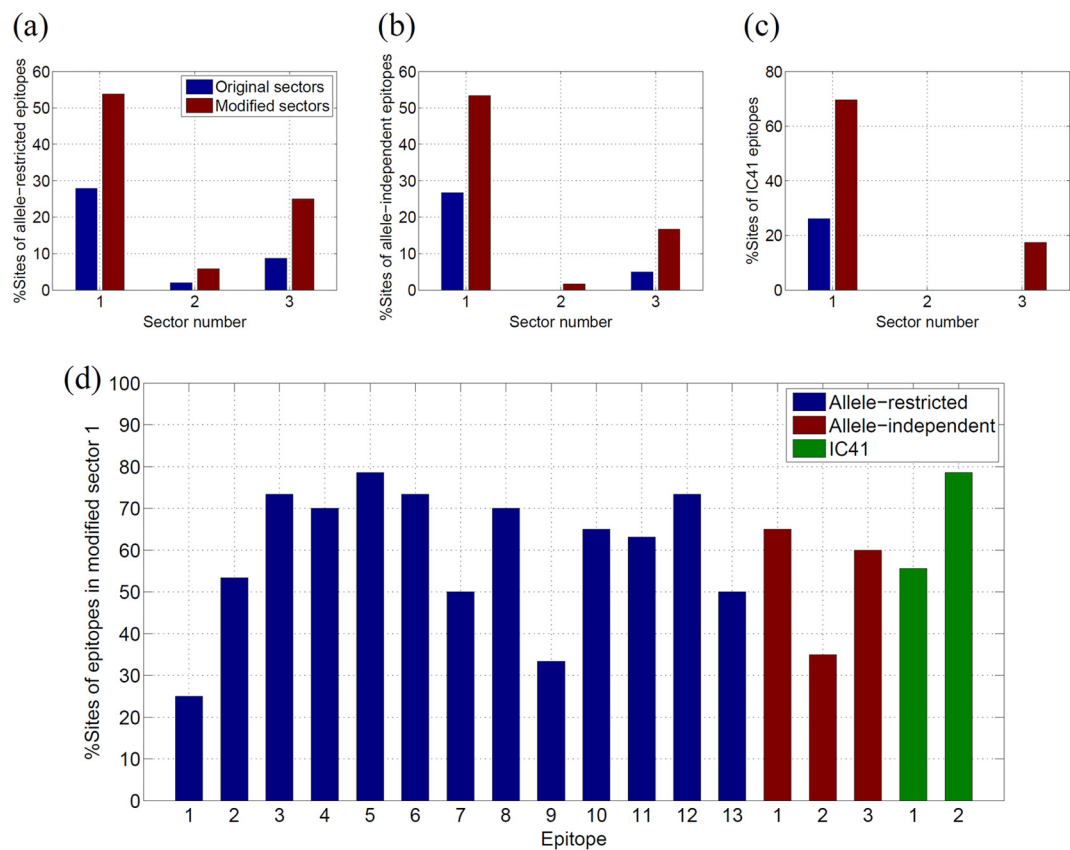 (a)
%Sites of allele-restricted epitopes
60
50
40
30
20
10
0
Original sectors
Modified sectors
1 2 3
Sector number
(b)
%Sites of allele-independent epitopes
60
50
40
30
20
10
0
1 2 3
Sector number
(c)
%Sites of IC41 epitopes
80
60
40
20
0
1 2 3
Sector number
(d)
%Sites of epitopes in modified sector 1
100
90
80
70
60
50
40
30
20
10
0
Allele-restricted
Allele-independent
IC41
1 2 3 4 5 6 7 8 9 10 11 12 13 1 2 3 1 2
Epitope